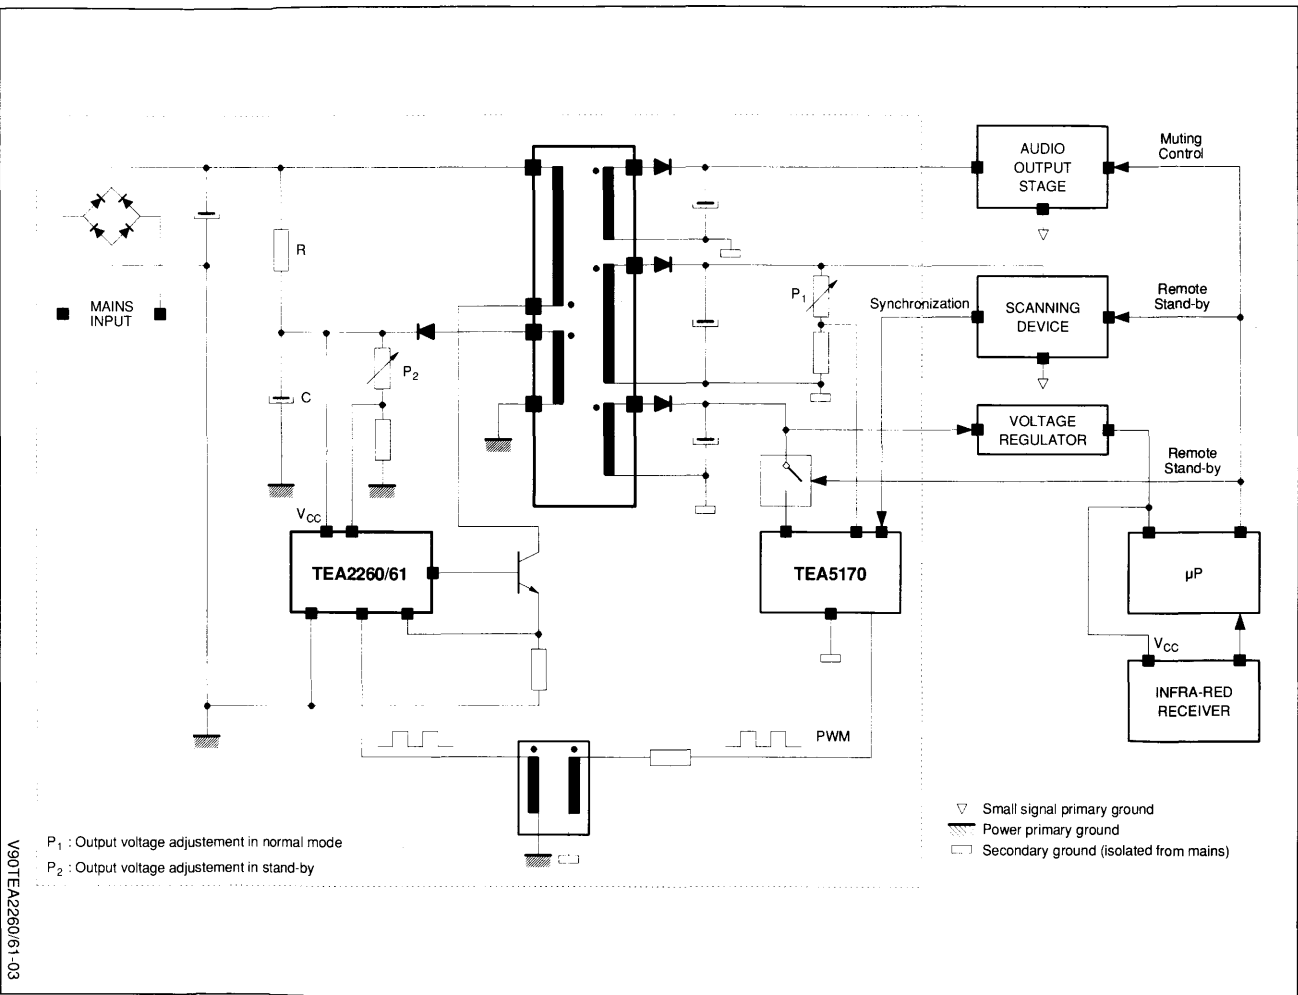 AUDIO
OUTPUT
STAGE
Muting
Control
R
MAINS
INPUT
P1
Synchronization
SCANNING
DEVICE
Remote
Stand-by
P2
C
VOLTAGE
REGULATOR
Remote
Stand-by
VCC
TEA2260/61
TEA5170
µP
VCC
INFRA-RED
RECEIVER
PWM
Small signal primary ground
Power primary ground
Secondary ground (isolated from mains)
P1 : Output voltage adjustement in normal mode
P2 : Output voltage adjustement in stand-by
V90TEA2260/61-03